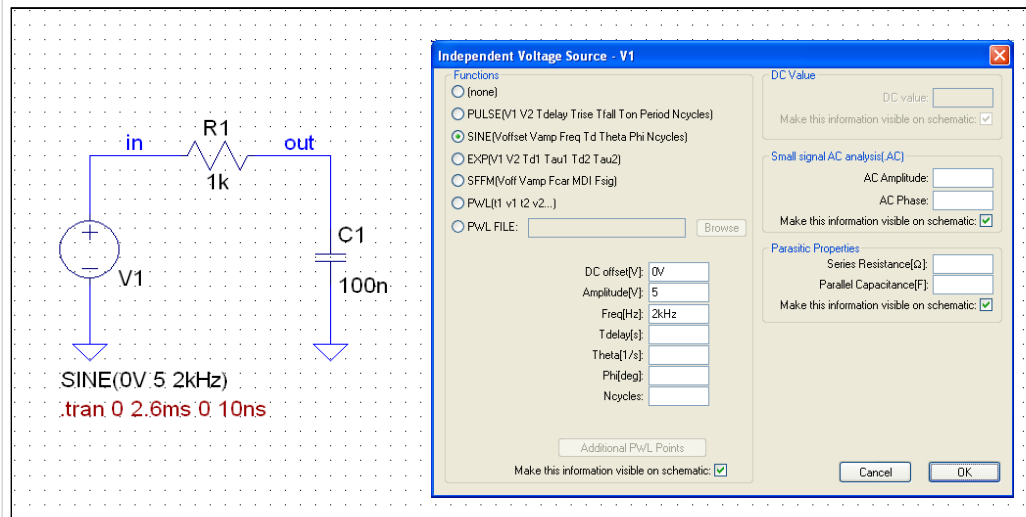 in
R1
out
1k
V1
C1
100n
SINE(0V 5 2kHz)
.tran 0 2.6ms 0 10ns
Independent Voltage Source - V1
Functions
(none)
PULSE(V1 V2 Tdelay Trise Tfall Ton Period Ncycles)
SINE(Voffset Vamp Freq Td Theta Phi Ncycles)
EXP(V1 V2 Td1 Tau1 Td2 Tau2)
SFFM(Voff Vamp Fcar MDI Fsig)
PWL(t1 v1 t2 v2...)
PWL FILE: Browse
DC offset[V]: 0V
Amplitude[V]: 5
Freq[Hz]: 2kHz
Tdelay[s]:
Theta[1/s]:
Phi[deg]:
Ncycles:
Additional PWL Points
Make this information visible on schematic:
DC Value
DC value:
Make this information visible on schematic:
Small signal AC analysis(.AC)
AC Amplitude:
AC Phase:
Make this information visible on schematic:
Parasitic Properties
Series Resistance[Ω]:
Parallel Capacitance[F]:
Make this information visible on schematic:
Cancel OK